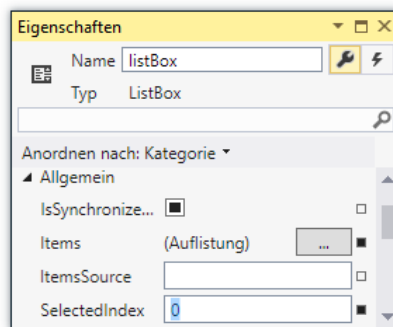 Eigenschaften
Name listBox
Typ ListBox
Anordnen nach: Kategorie
Allgemein
IsSynchronize...
Items (Auflistung) ...
ItemsSource
SelectedIndex 0